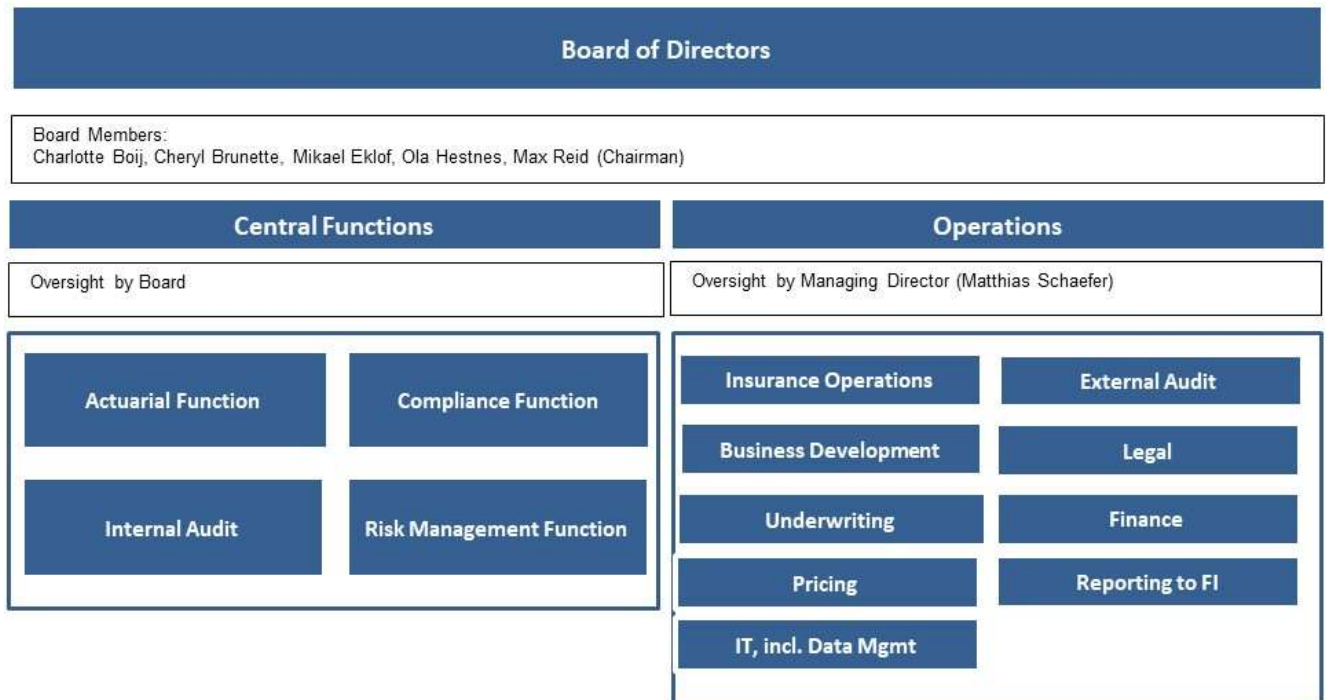 Board of Directors
Board Members:
Charlotte Boij, Cheryl Brunette, Mikael Eklof, Ola Hestnes, Max Reid (Chairman)
Central Functions
Operations
Oversight by Board
Oversight by Managing Director (Matthias Schaefer)
Actuarial Function
Compliance Function
Internal Audit
Risk Management Function
Insurance Operations
External Audit
Business Development
Legal
Underwriting
Finance
Pricing
Reporting to FI
IT, incl. Data Mgmt